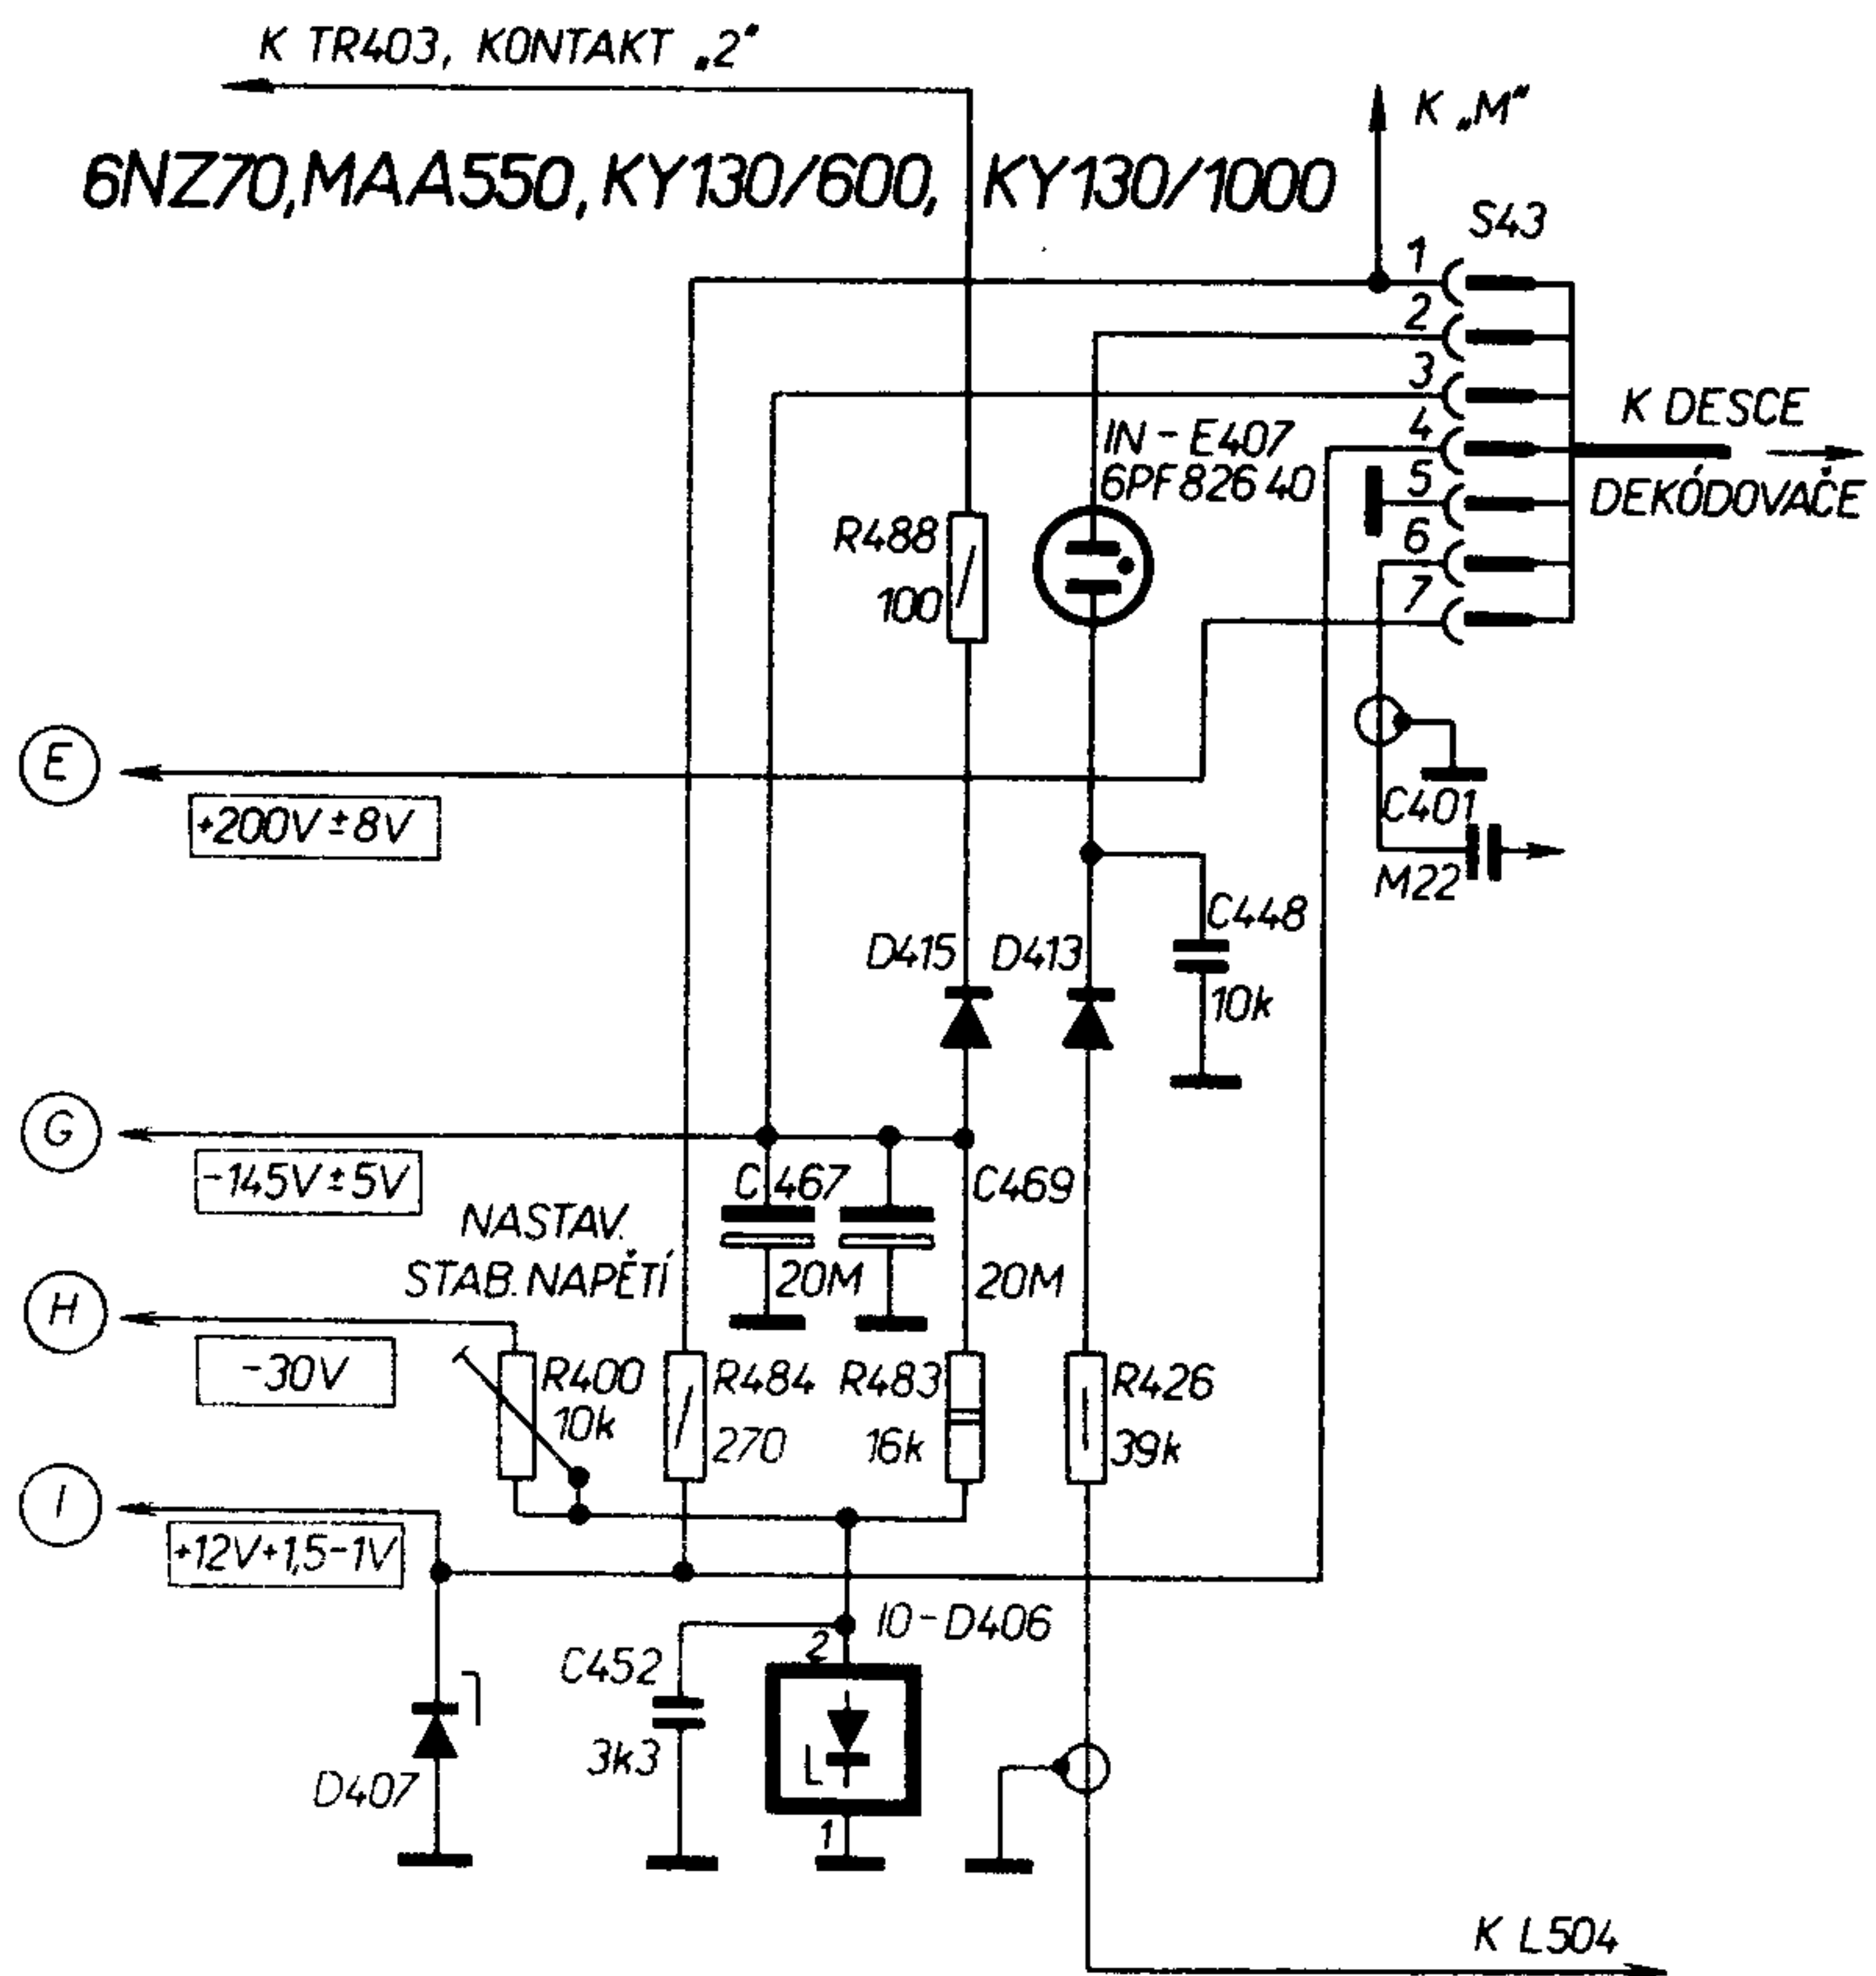 K TR403, KONTAKT „2“
K „M“
6NZ70, MAA550, KY130/600, KY130/1000
S43
1
2
3
4
5
6
7
K DESCE
DEKÓDOVAČE
IN - E407
6PF 826 40
R488
100
E
+200V ± 8V
C401
M22
C448
10k
D415
D413
G
-145V ± 5V
C467
20M
C469
20M
NASTAV.
STAB. NAPĚTÍ
H
-30V
R400
10k
R484
270
R483
16k
R426
39k
I
+12V+1,5-1V
IO-D406
2
C452
3k3
D407
1
K L504